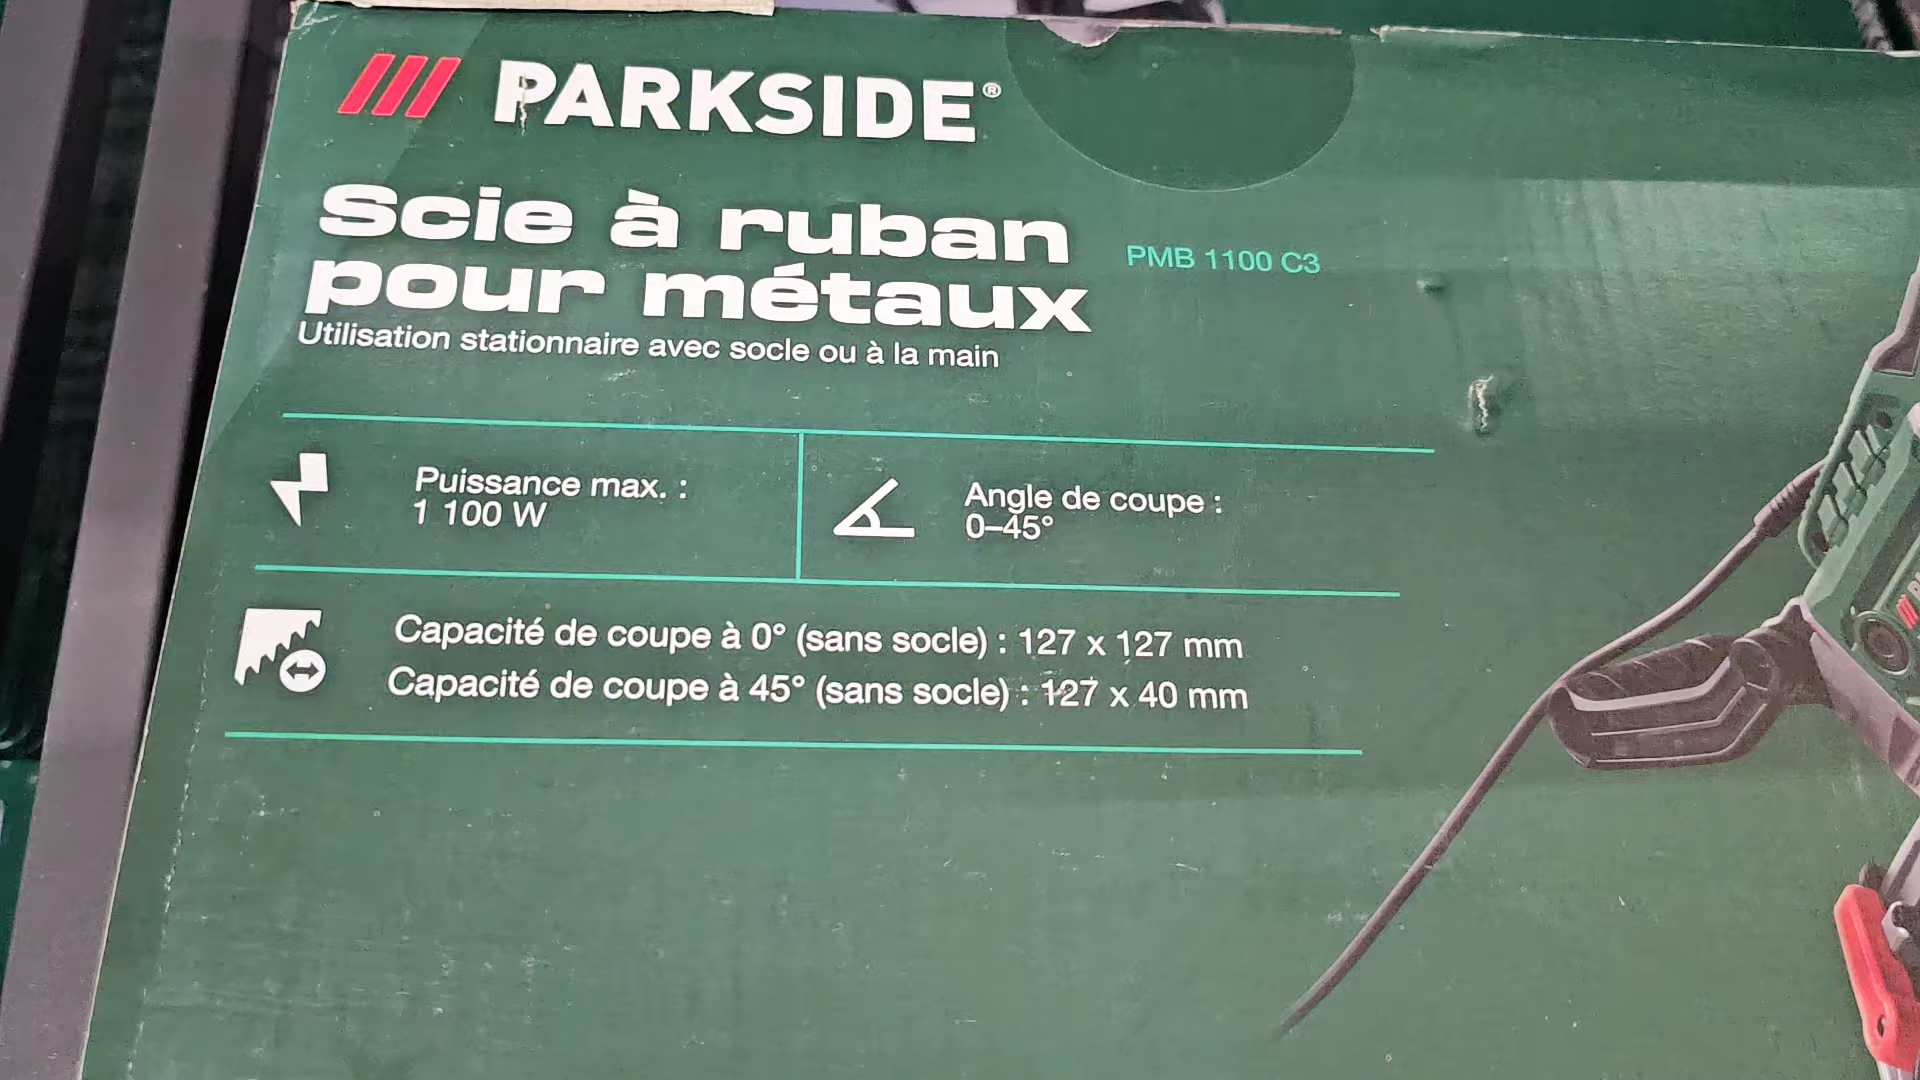 PARKSIDE®
Scie à ruban
pour métaux
PMB 1100 C3
Utilisation stationnaire avec socle ou à la main
Puissance max. :
1 100 W
Angle de coupe :
0–45°
Capacité de coupe à 0° (sans socle) : 127 x 127 mm
Capacité de coupe à 45° (sans socle) : 127 x 40 mm